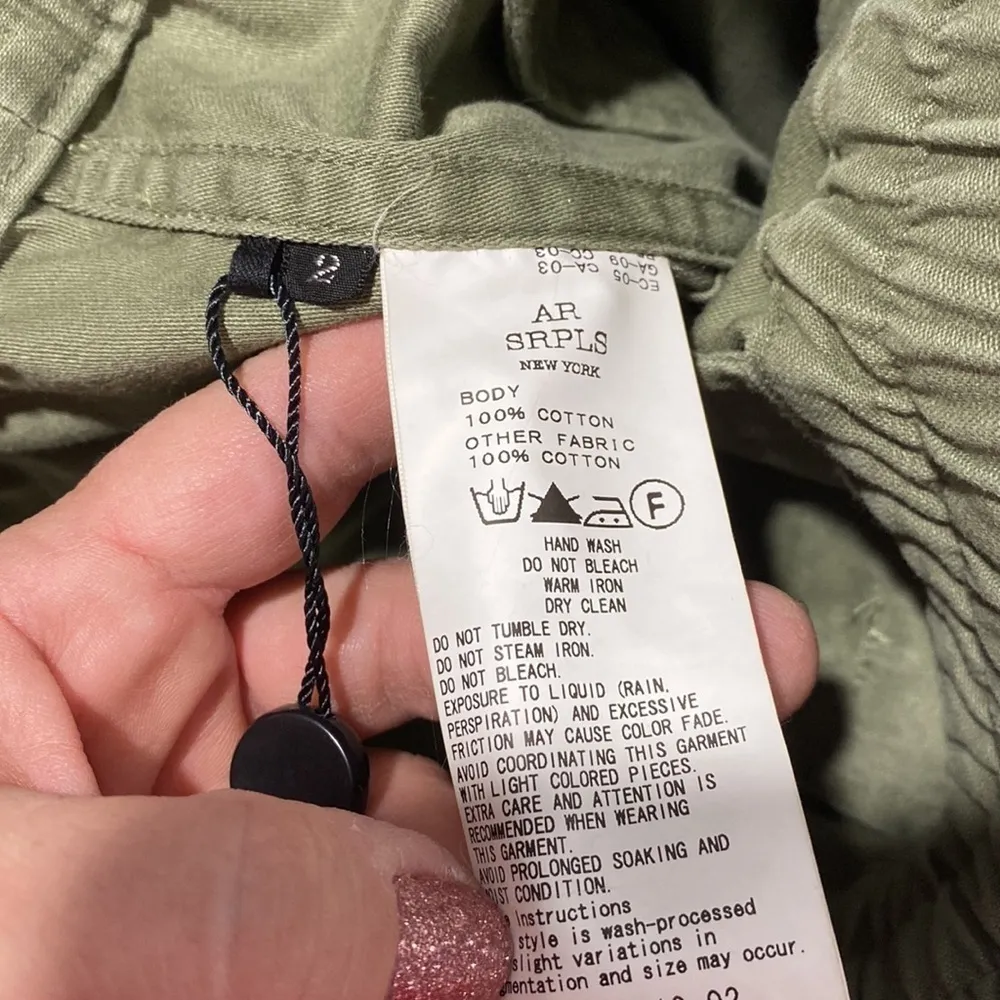 2
EC-05
GA-09 CA-03
CC-03
AR
SRPLS
NEW YORK
BODY
100% COTTON
OTHER FABRIC
100% COTTON
F
HAND WASH
DO NOT BLEACH
WARM IRON
DRY CLEAN
DO NOT TUMBLE DRY.
DO NOT STEAM IRON.
DO NOT BLEACH.
EXPOSURE TO LIQUID (RAIN,
PERSPIRATION) AND EXCESSIVE
FRICTION MAY CAUSE COLOR FADE.
AVOID COORDINATING THIS GARMENT
WITH LIGHT COLORED PIECES.
EXTRA CARE AND ATTENTION IS
RECOMMENDED WHEN WEARING
THIS GARMENT.
AVOID PROLONGED SOAKING AND
OIST CONDITION.
Instructions
style is wash-processed
slight variations in
mentation and size may occur.